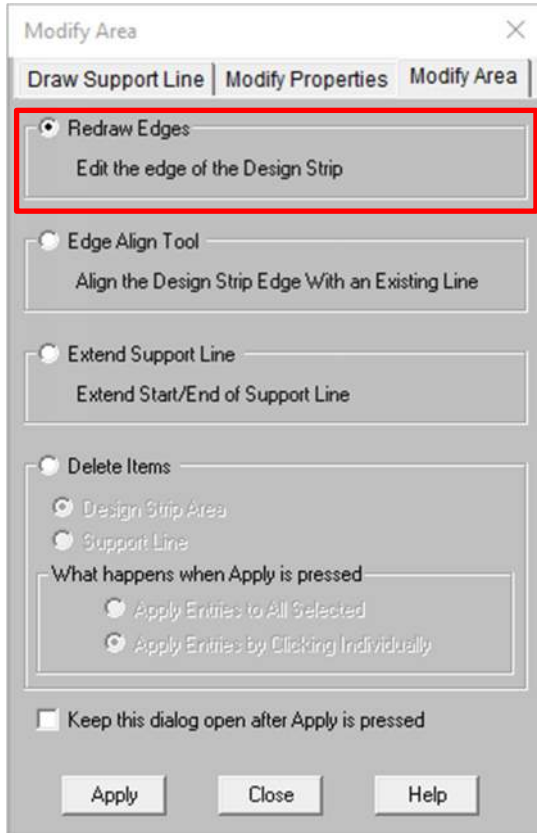 Modify Area
Draw Support Line Modify Properties Modify Area
Redraw Edges
Edit the edge of the Design Strip
Edge Align Tool
Align the Design Strip Edge With an Existing Line
Extend Support Line
Extend Start/End of Support Line
Delete Items
Design Strip Area
Support Line
What happens when Apply is pressed
Apply Entries to All Selected
Apply Entries by Clicking Individually
Keep this dialog open after Apply is pressed
Apply Close Help